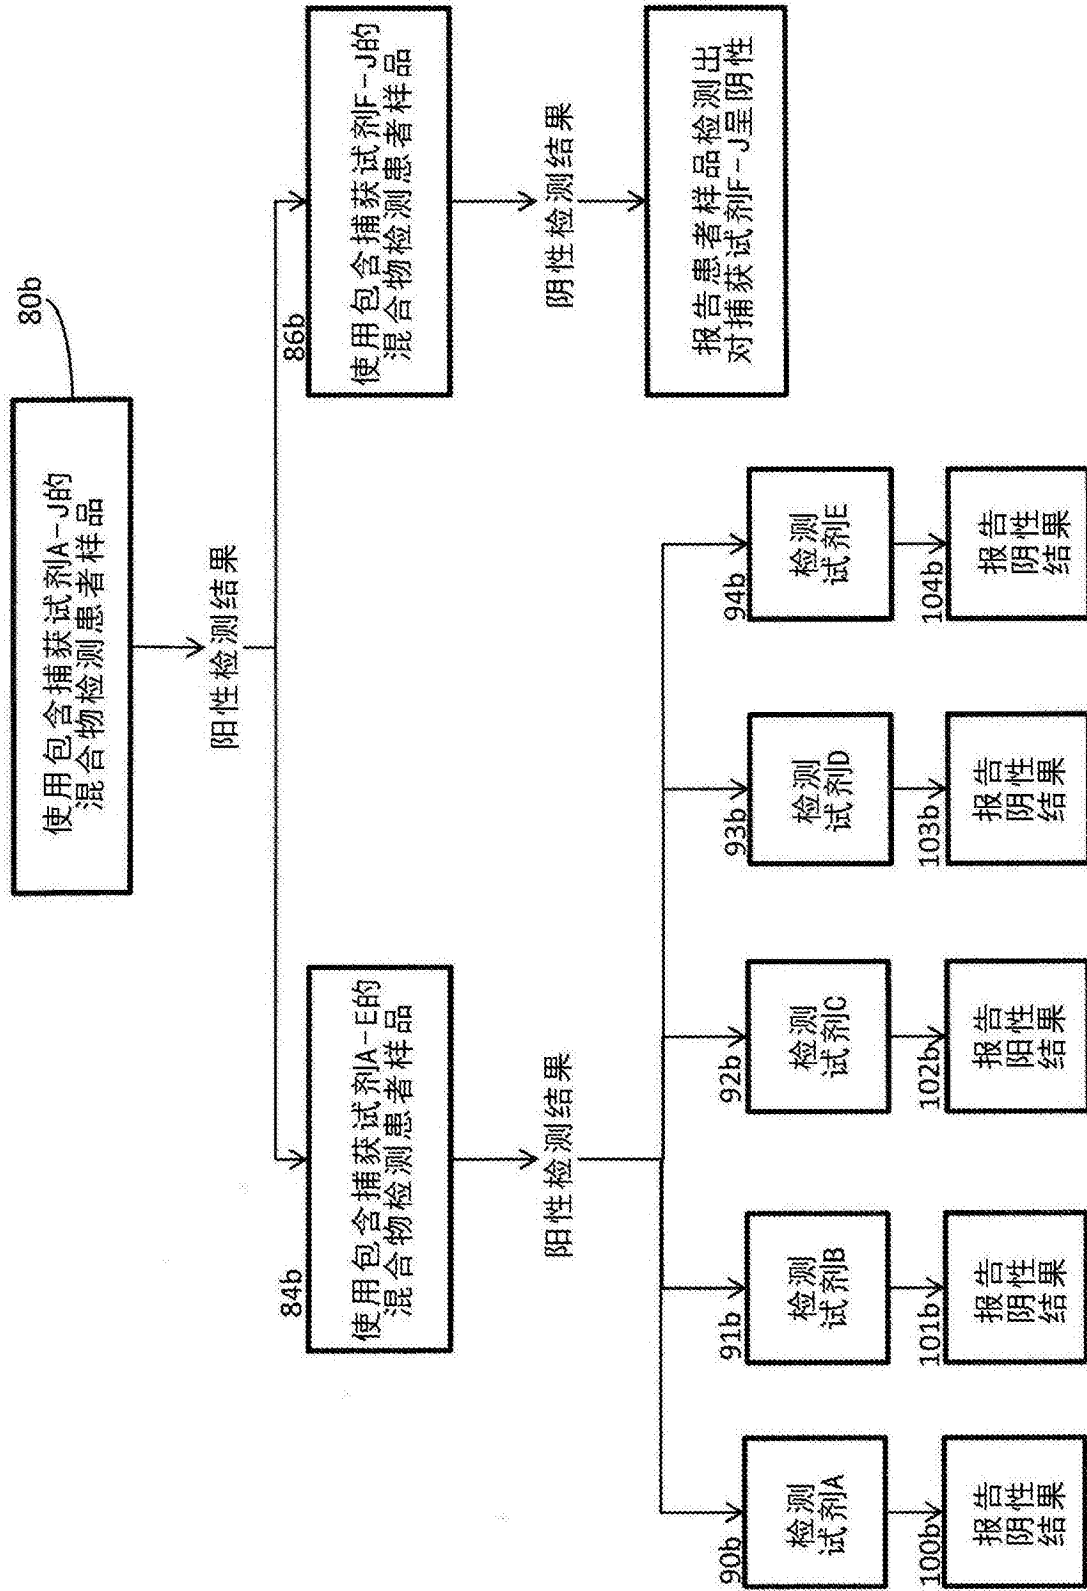 80b
使用包含捕获试剂A-J的
混合物检测患者样品
阳性检测结果
84b
使用包含捕获试剂A-E的
混合物检测患者样品
86b
使用包含捕获试剂F-J的
混合物检测患者样品
阳性检测结果
阴性检测结果
报告患者样品检测出
对捕获试剂F-J呈阴性
90b
检测
试剂A
91b
检测
试剂B
92b
检测
试剂C
93b
检测
试剂D
94b
检测
试剂E
100b
报告
阴性
结果
101b
报告
阴性
结果
102b
报告
阳性
结果
103b
报告
阴性
结果
104b
报告
阴性
结果